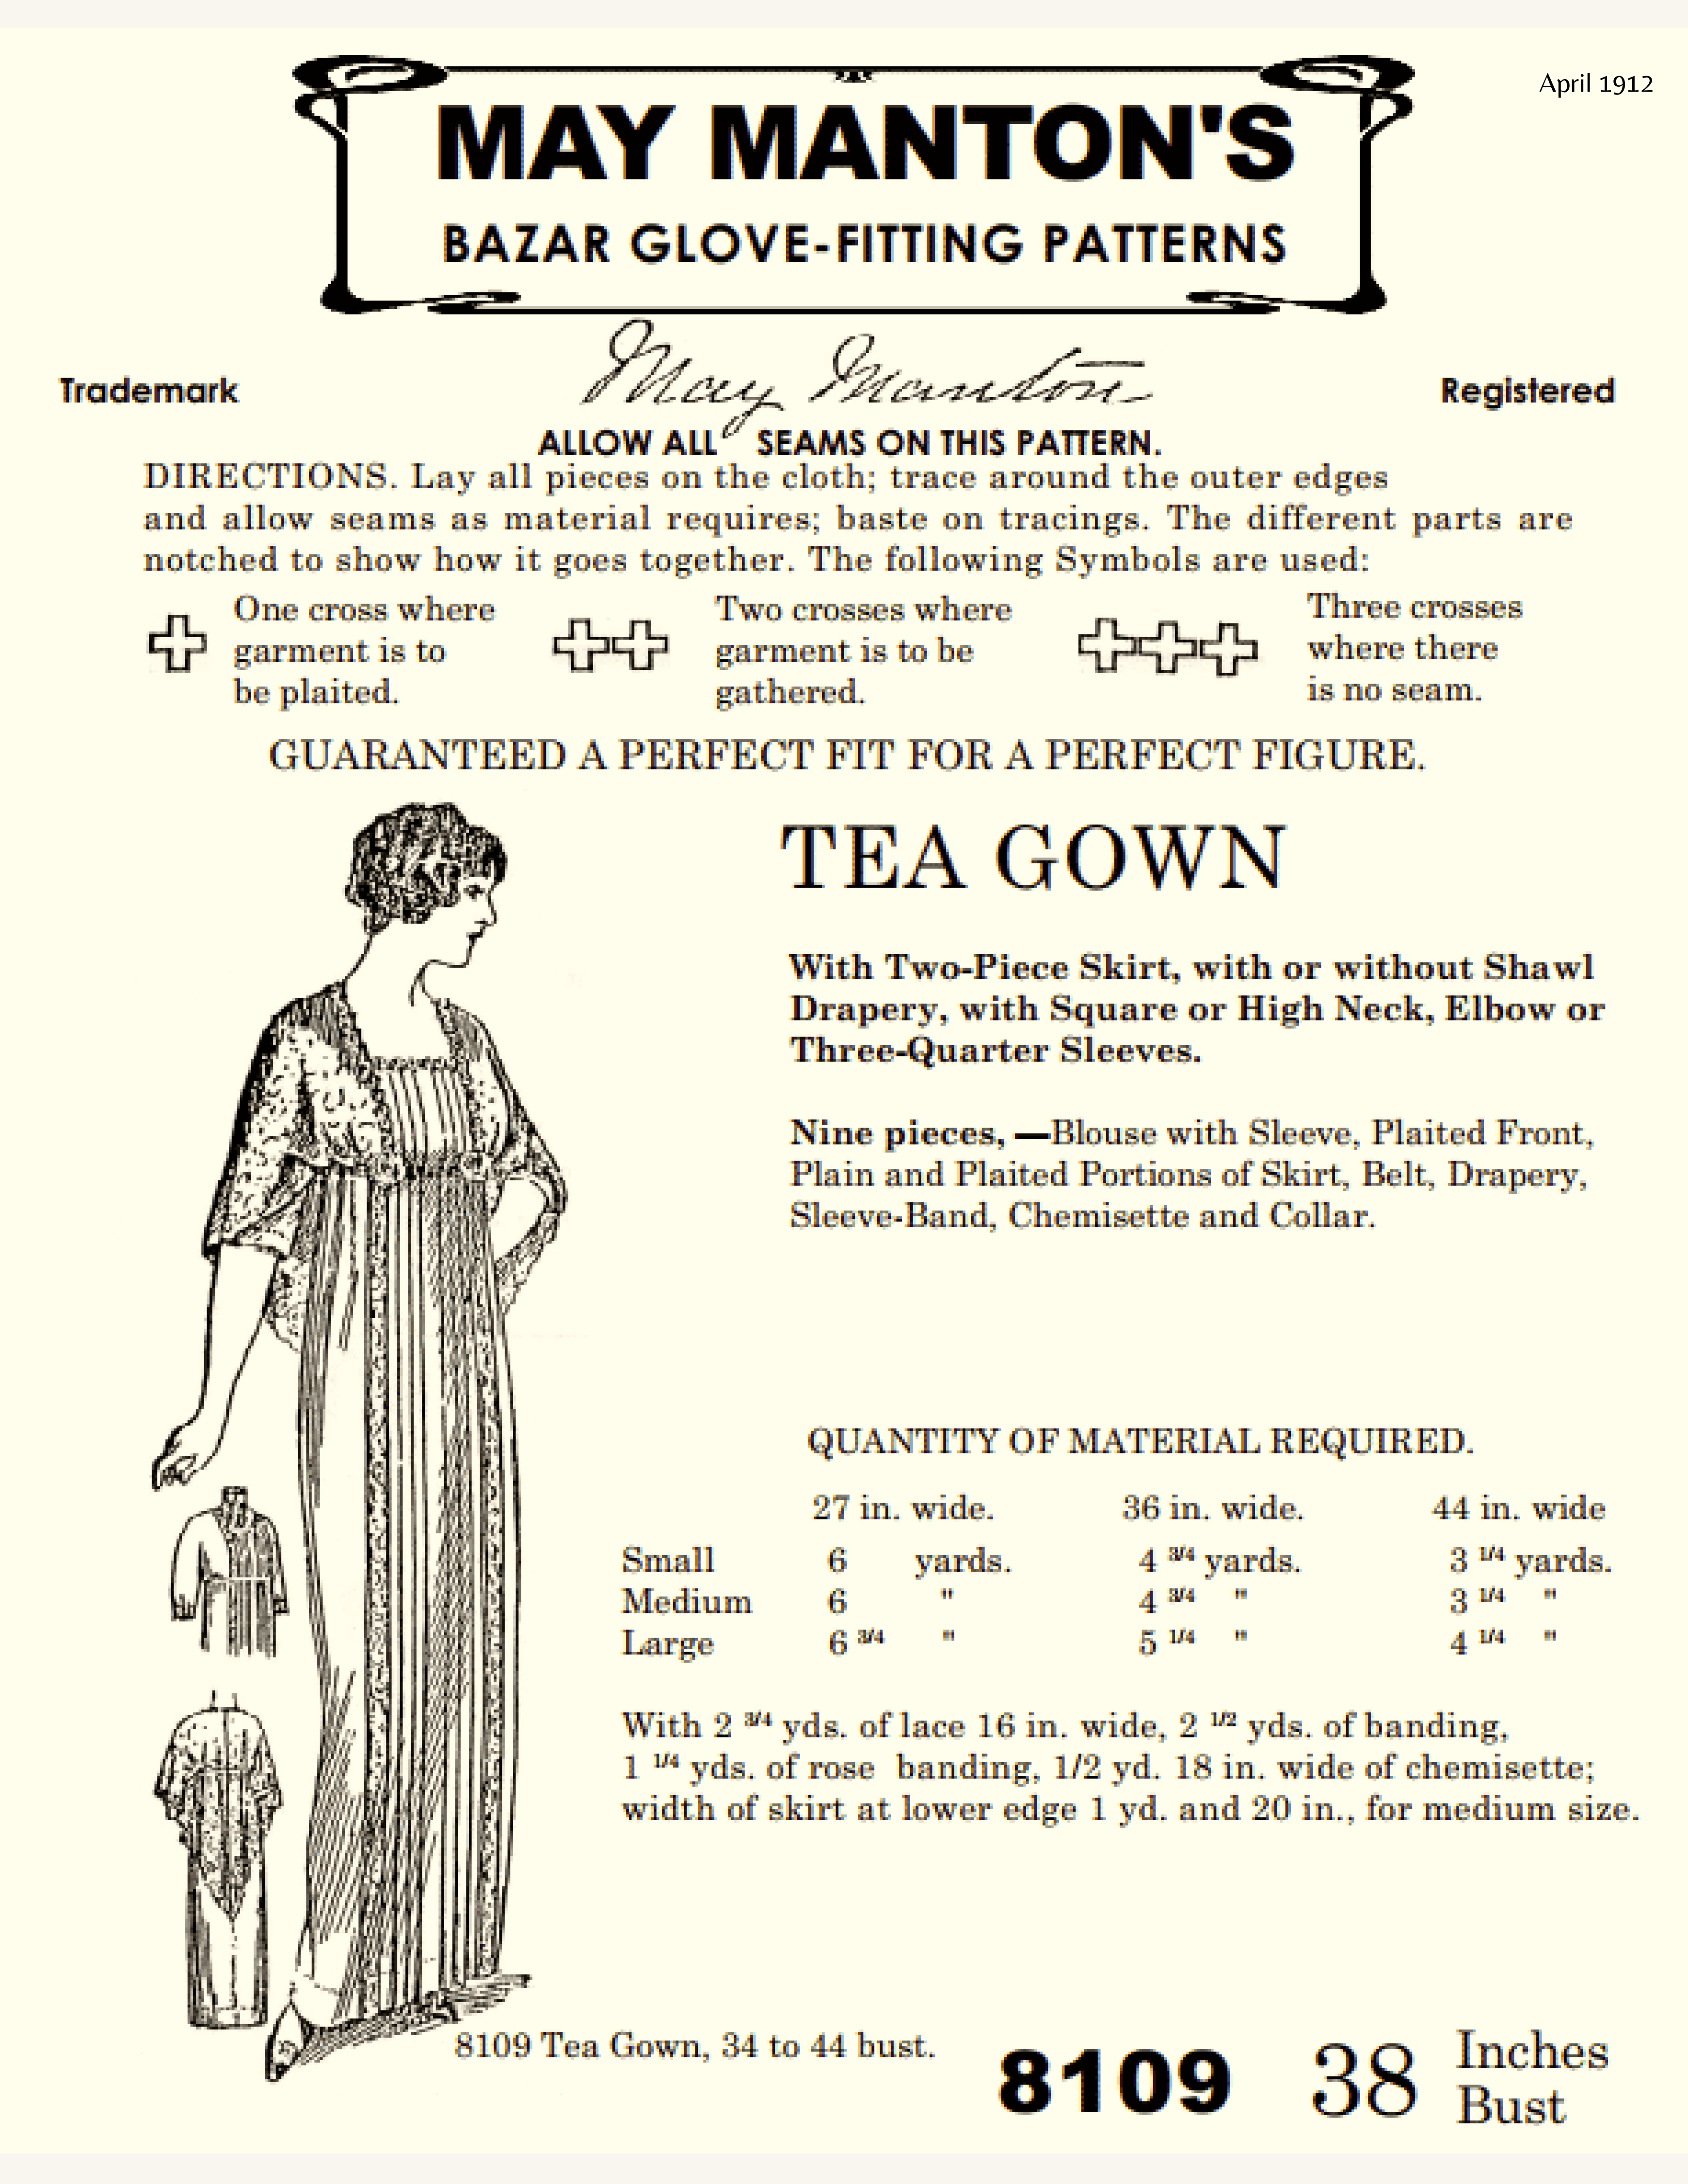 April 1912
MAY MANTON'S
BAZAR GLOVE-FITTING PATTERNS
May Manton
Trademark
Registered
ALLOW ALL SEAMS ON THIS PATTERN.
DIRECTIONS. Lay all pieces on the cloth; trace around the outer edges
and allow seams as material requires; baste on tracings. The different parts are
notched to show how it goes together. The following Symbols are used:
One cross where
garment is to
be plaited.
Two crosses where
garment is to be
gathered.
Three crosses
where there
is no seam.
GUARANTEED A PERFECT FIT FOR A PERFECT FIGURE.
TEA GOWN
With Two-Piece Skirt, with or without Shawl
Drapery, with Square or High Neck, Elbow or
Three-Quarter Sleeves.
Nine pieces, —Blouse with Sleeve, Plaited Front,
Plain and Plaited Portions of Skirt, Belt, Drapery,
Sleeve-Band, Chemisette and Collar.
QUANTITY OF MATERIAL REQUIRED.
27 in. wide. 36 in. wide. 44 in. wide
Small 6 yards. 4 3/4 yards. 3 1/4 yards.
Medium 6 " 4 3/4 " 3 1/4 "
Large 6 3/4 " 5 1/4 " 4 1/4 "
With 2 3/4 yds. of lace 16 in. wide, 2 1/2 yds. of banding,
1 1/4 yds. of rose banding, 1/2 yd. 18 in. wide of chemisette;
width of skirt at lower edge 1 yd. and 20 in., for medium size.
8109 Tea Gown, 34 to 44 bust.
8109 38 Inches
Bust